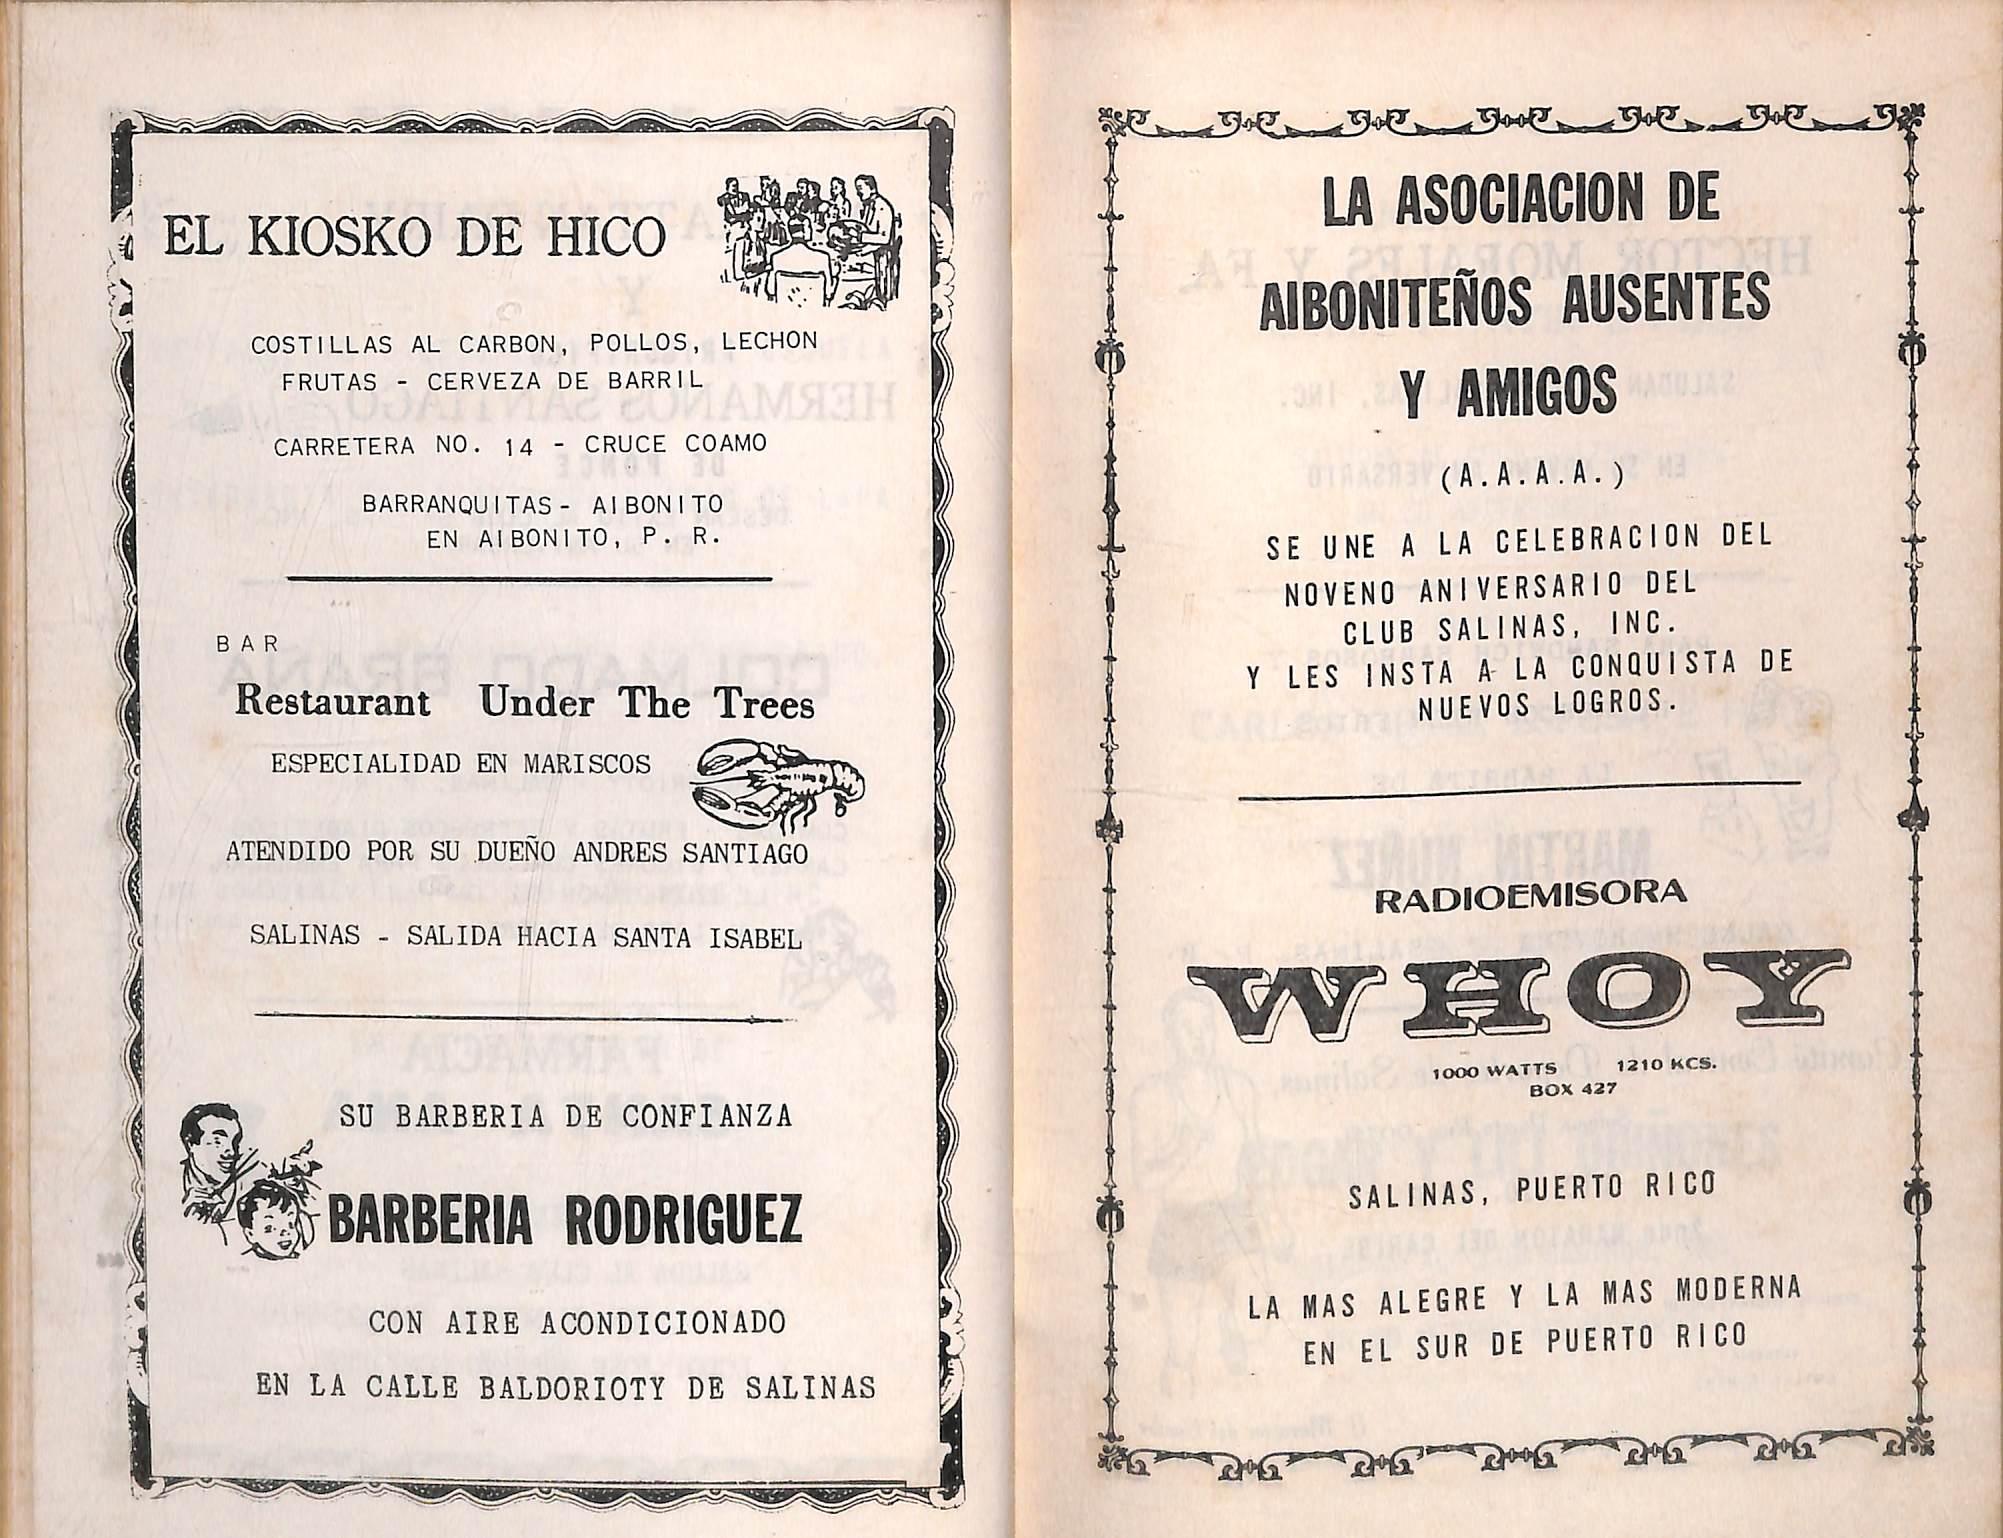 EL KIOSKO DE HICO
COSTILLAS AL CARBON, POLLOS, LECHON
FRUTAS - CERVEZA DE BARRIL
CARRETERA NO. 14 - CRUCE COAMO
BARRANQUITAS- AIBONITO
EN AIBONITO, P. R.
BAR
Restaurant Under The Trees
ESPECIALIDAD EN MARISCOS
ATENDIDO POR SU DUEÑO ANDRES SANTIAGO
SALINAS - SALIDA HACIA SANTA ISABEL
SU BARBERIA DE CONFIANZA
BARBERIA RODRIGUEZ
CON AIRE ACONDICIONADO
EN LA CALLE BALDORIOTY DE SALINAS
LA ASOCIACION DE
AIBONITEÑOS AUSENTES
Y AMIGOS
(A.A.A.A.)
SE UNE A LA CELEBRACION DEL
NOVENO ANIVERSARIO DEL
CLUB SALINAS, INC.
Y LES INSTA A LA CONQUISTA DE
NUEVOS LOGROS.
RADIOEMISORA
WHOY
1000 WATTS 1210 KCS.
BOX 427
SALINAS, PUERTO RICO
LA MAS ALEGRE Y LA MAS MODERNA
EN EL SUR DE PUERTO RICO